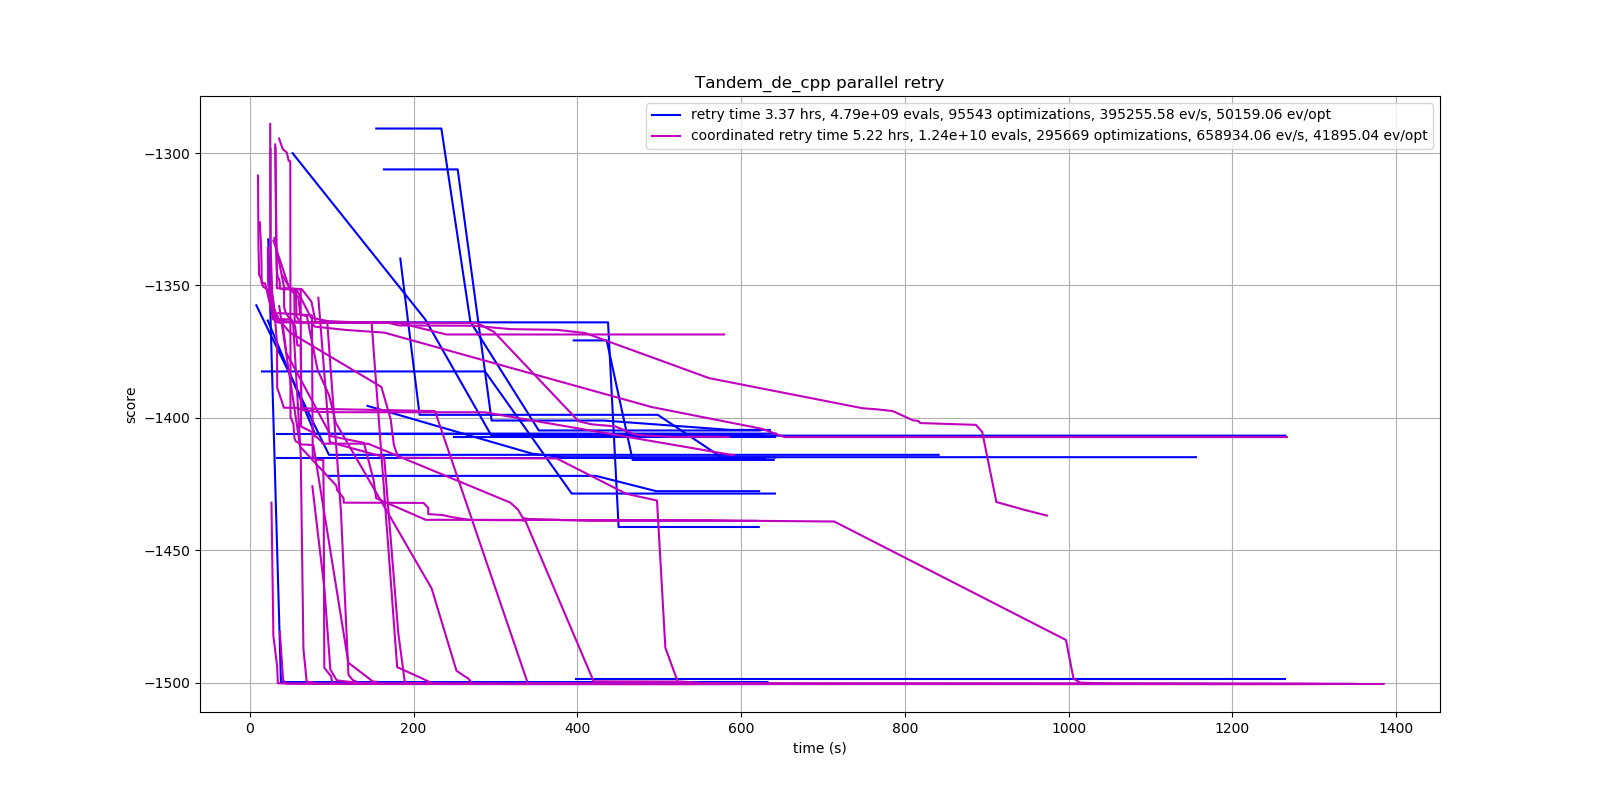 Tandem_de_cpp parallel retry
retry time 3.37 hrs, 4.79e+09 evals, 95543 optimizations, 395255.58 ev/s, 50159.06 ev/opt
coordinated retry time 5.22 hrs, 1.24e+10 evals, 295669 optimizations, 658934.06 ev/s, 41895.04 ev/opt
−1300
−1350
−1400
−1450
−1500
score
0 200 400 600 800 1000 1200 1400
time (s)